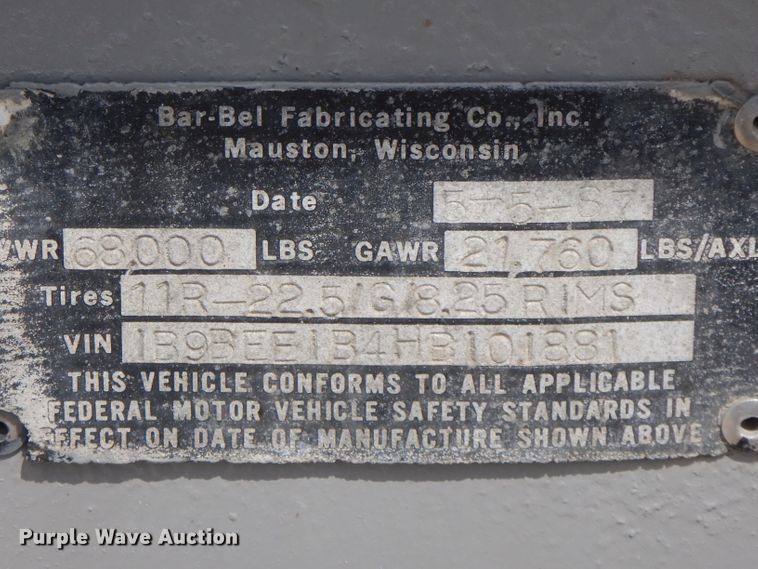 Bar-Bel Fabricating Co., Inc.
Mauston, Wisconsin
Date 5-5-87
VWR 68,000 LBS GAWR 21,760 LBS/AXL
Tires 11R-22.5/G/8.25 RIMS
VIN 1B9BEE1B4HB101881
THIS VEHICLE CONFORMS TO ALL APPLICABLE
FEDERAL MOTOR VEHICLE SAFETY STANDARDS IN
EFFECT ON DATE OF MANUFACTURE SHOWN ABOVE
Purple Wave Auction